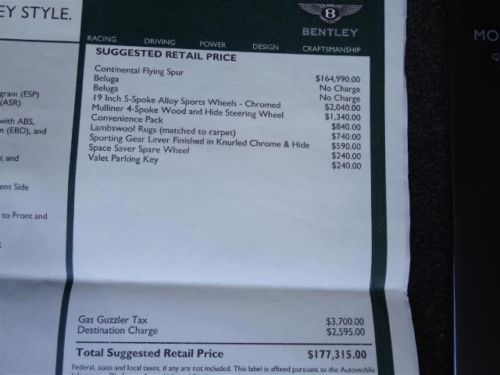 EY STYLE.
B
BENTLEY
RACING DRIVING POWER DESIGN CRAFTSMANSHIP
SUGGESTED RETAIL PRICE
Continental Flying Spur $164,990.00
Beluga No Charge
Beluga No Charge
19 Inch 5-Spoke Alloy Sports Wheels - Chromed $2,040.00
Mulliner 4-Spoke Wood and Hide Steering Wheel $1,340.00
Convenience Pack $840.00
Lambswool Rugs (matched to carpet) $740.00
Sporting Gear Lever Finished in Knurled Chrome & Hide $590.00
Space Saver Spare Wheel $240.00
Valet Parking Key $240.00
gram (ESP)
(ASR)
with ABS,
n (EBD), and
t and
ent Side
to Front and
t and
Gas Guzzler Tax $3,700.00
Destination Charge $2,595.00
Total Suggested Retail Price $177,315.00
Federal, state and local taxes, if any are not included. This label is affixed pursuant to the Automobile
MO